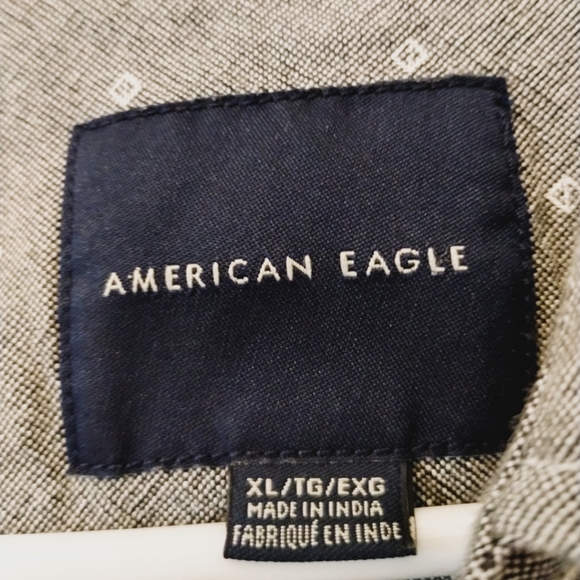 AMERICAN EAGLE
XL/TG/EXG
MADE IN INDIA
FABRIQUÉ EN INDE